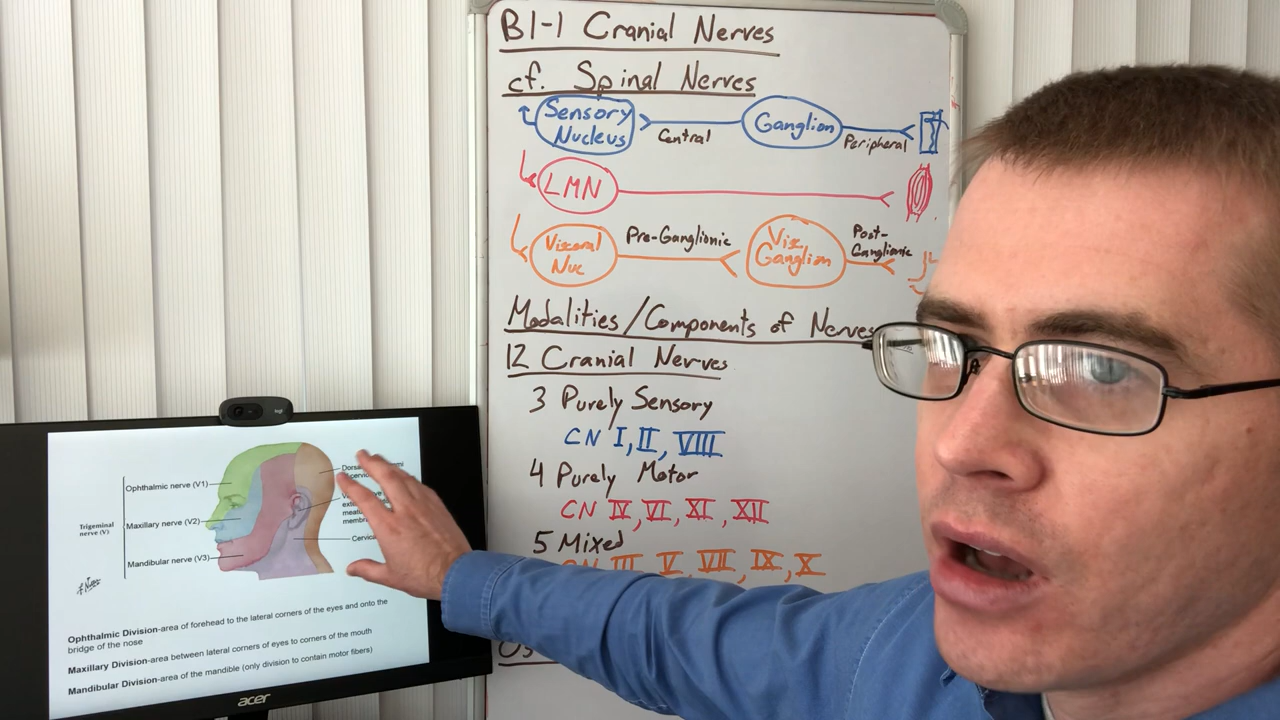 B1-1 Cranial Nerves
cf. Spinal Nerves
Sensory
Nucleus
Central
Ganglion
Peripheral
LMN
Visceral
Nuc
Pre-Ganglionic
Visc.
Ganglion
Post-
Ganglionic
Modalities/Components of Nerves
12 Cranial Nerves
3 Purely Sensory
CN I, II, VIII
4 Purely Motor
CN IV, VI, XI, XII
5 Mixed
CN III, V, VII, IX, X
logi
Ophthalmic nerve (V1)
Trigeminal
nerve (V)
Maxillary nerve (V2)
Mandibular nerve (V3)
Ophthalmic Division-area of forehead to the lateral corners of the eyes and onto the
bridge of the nose
Maxillary Division-area between lateral corners of eyes to corners of the mouth
Mandibular Division-area of the mandible (only division to contain motor fibers)
acer